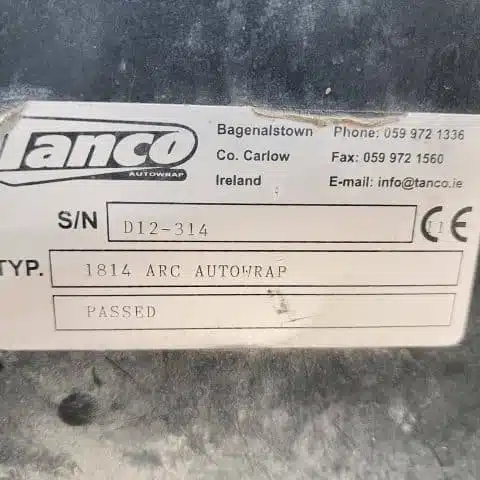 Tanco
AUTOWRAP
Bagenalstown Phone: 059 972 1336
Co. Carlow Fax: 059 972 1560
Ireland E-mail: info@tanco.ie
S/N D12-314 CE
11
TYP. 1814 ARC AUTOWRAP
PASSED